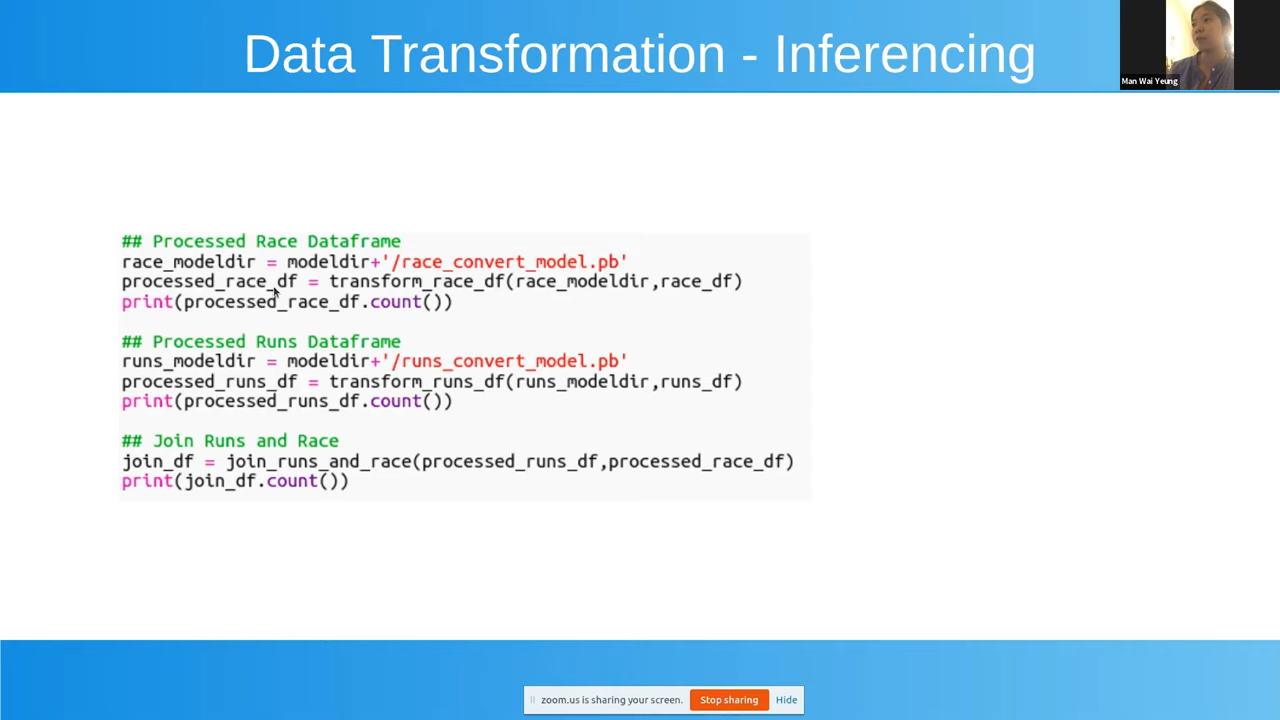 Data Transformation - Inferencing
Man Wai Yeung
## Processed Race Dataframe
race_modeldir = modeldir+'/race_convert_model.pb'
processed_race_df = transform_race_df(race_modeldir,race_df)
print(processed_race_df.count())
## Processed Runs Dataframe
runs_modeldir = modeldir+'/runs_convert_model.pb'
processed_runs_df = transform_runs_df(runs_modeldir,runs_df)
print(processed_runs_df.count())
## Join Runs and Race
join_df = join_runs_and_race(processed_runs_df,processed_race_df)
print(join_df.count())
zoom.us is sharing your screen. Stop sharing Hide